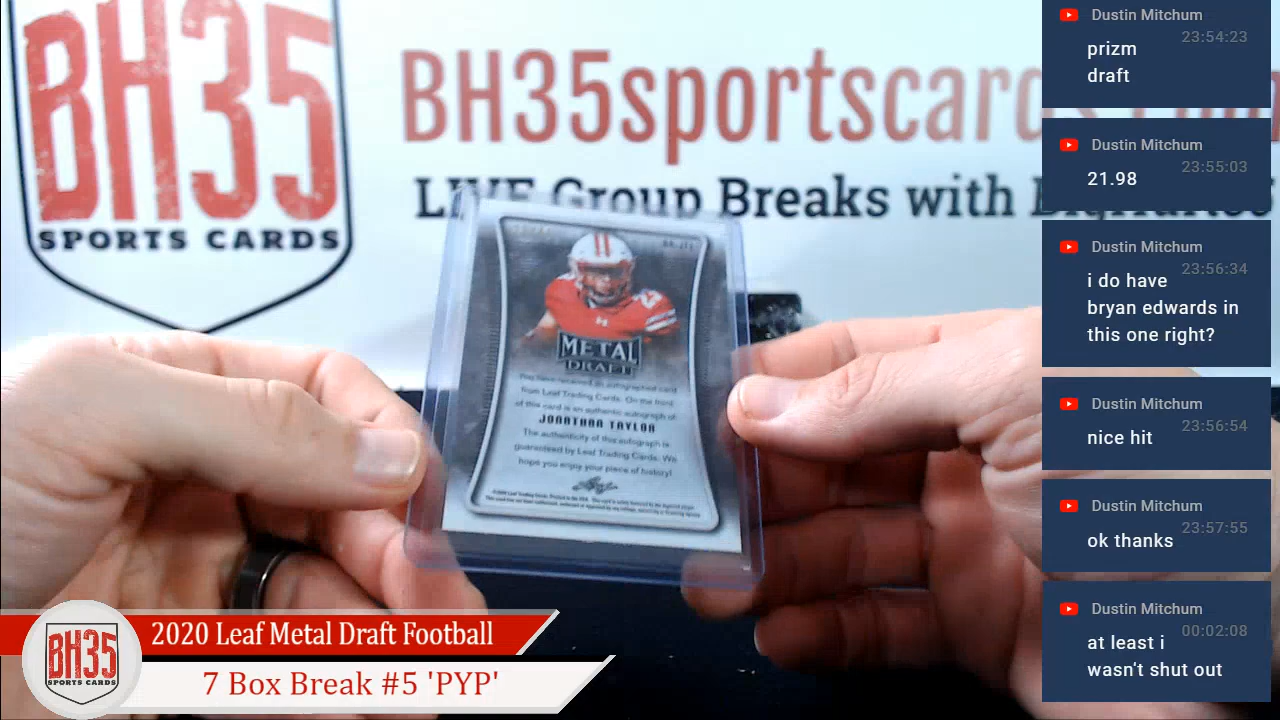 BH35
SPORTS CARDS
BH35sportscards
LIVE Group Breaks with
METAL
DRAFT
You have received an autographed card
from Leaf Trading Cards. On the front
of this card is an authentic autograph of:
JONATHAN TAYLOR
The authenticity of this autograph is
guaranteed by Leaf Trading Cards. We
hope you enjoy your piece of history!
Leaf
BH35
SPORTS CARDS
2020 Leaf Metal Draft Football
7 Box Break #5 'PYP'
Dustin Mitchum
23:54:23
prizm
draft
Dustin Mitchum
23:55:03
21.98
Dustin Mitchum
23:56:34
i do have
bryan edwards in
this one right?
Dustin Mitchum
23:56:54
nice hit
Dustin Mitchum
23:57:55
ok thanks
Dustin Mitchum
00:02:08
at least i
wasn't shut out